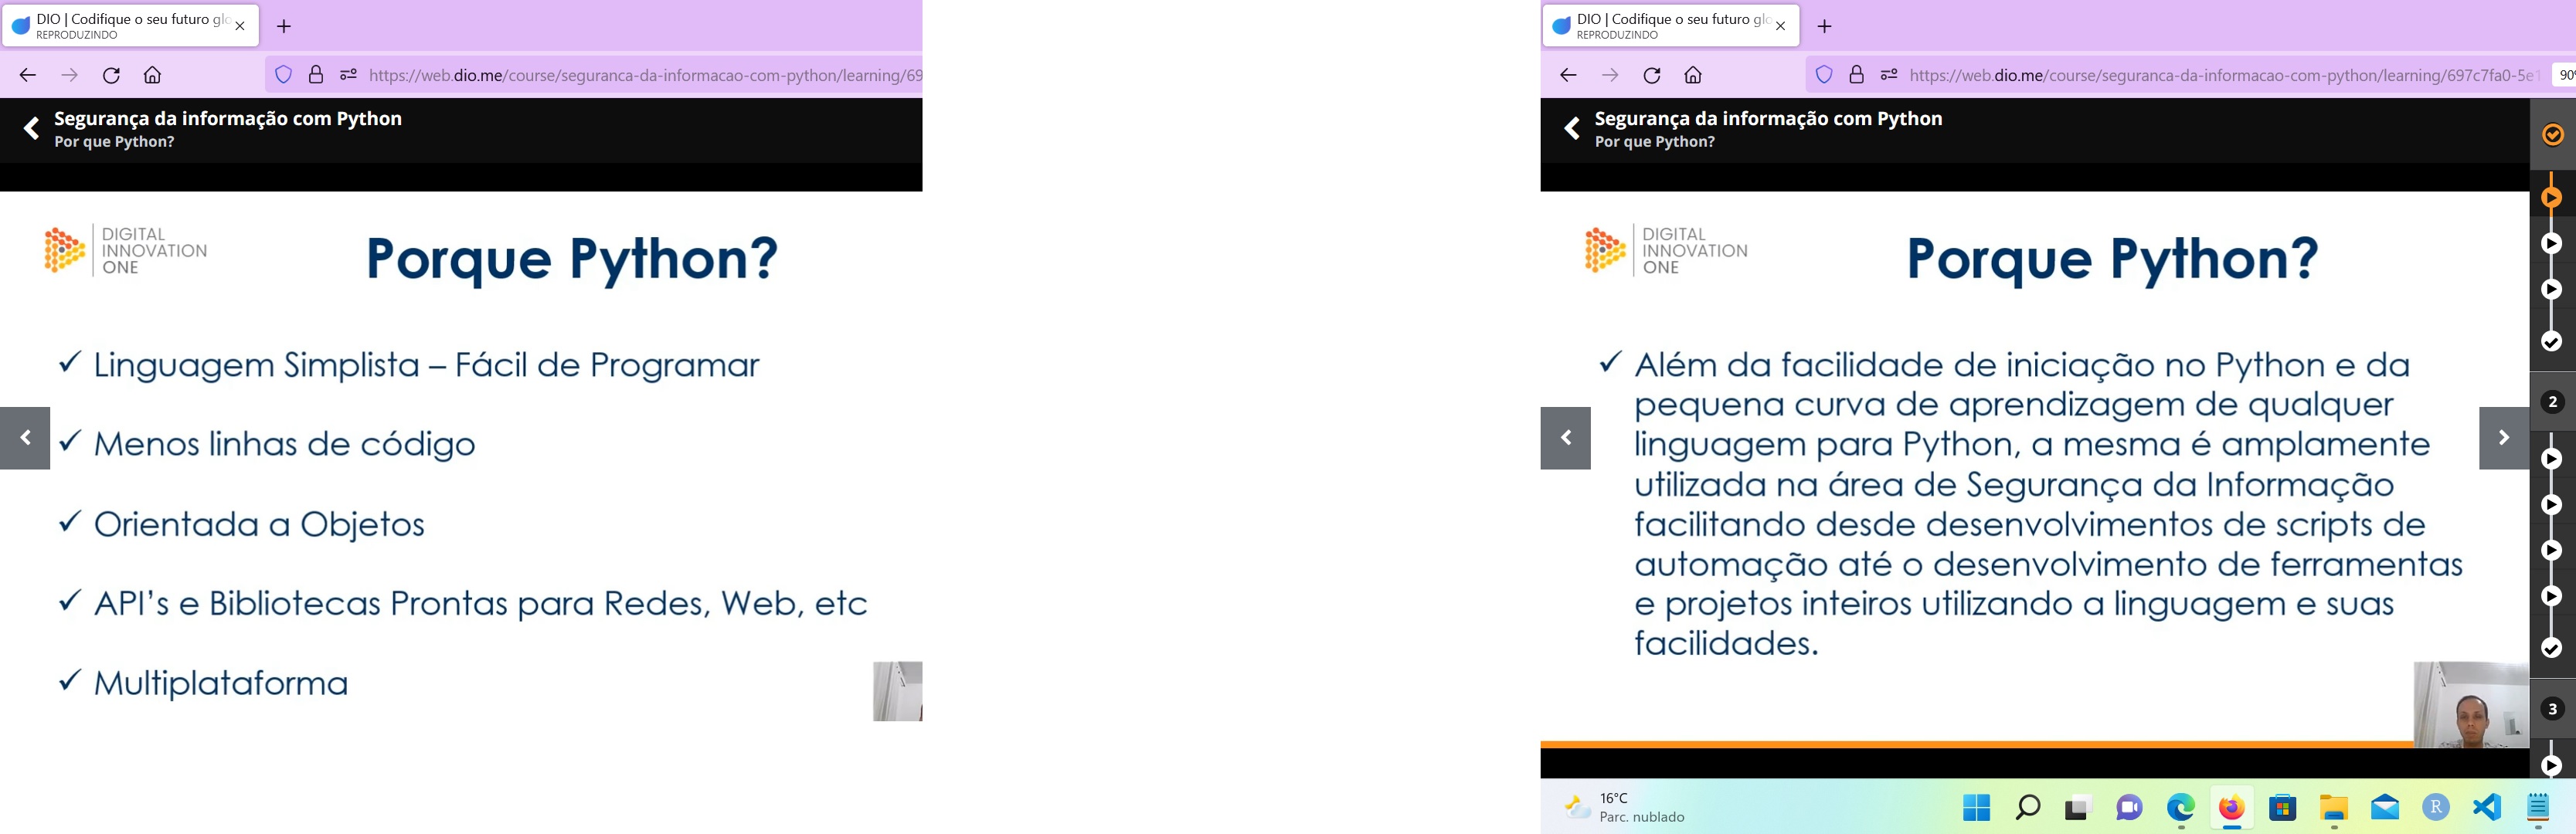 DIO | Codifique o seu futuro glo
REPRODUZINDO
https://web.dio.me/course/seguranca-da-informacao-com-python/learning/69
Segurança da informação com Python
Por que Python?
DIGITAL
INNOVATION
ONE
Porque Python?
✓ Linguagem Simplista – Fácil de Programar
✓ Menos linhas de código
✓ Orientada a Objetos
✓ API's e Bibliotecas Prontas para Redes, Web, etc
✓ Multiplataforma
DIO | Codifique o seu futuro glo
REPRODUZINDO
https://web.dio.me/course/seguranca-da-informacao-com-python/learning/697c7fa0-5e1
90%
Segurança da informação com Python
Por que Python?
DIGITAL
INNOVATION
ONE
Porque Python?
✓ Além da facilidade de iniciação no Python e da
pequena curva de aprendizagem de qualquer
linguagem para Python, a mesma é amplamente
utilizada na área de Segurança da Informação
facilitando desde desenvolvimentos de scripts de
automação até o desenvolvimento de ferramentas
e projetos inteiros utilizando a linguagem e suas
facilidades.
2
3
16°C
Parc. nublado
R